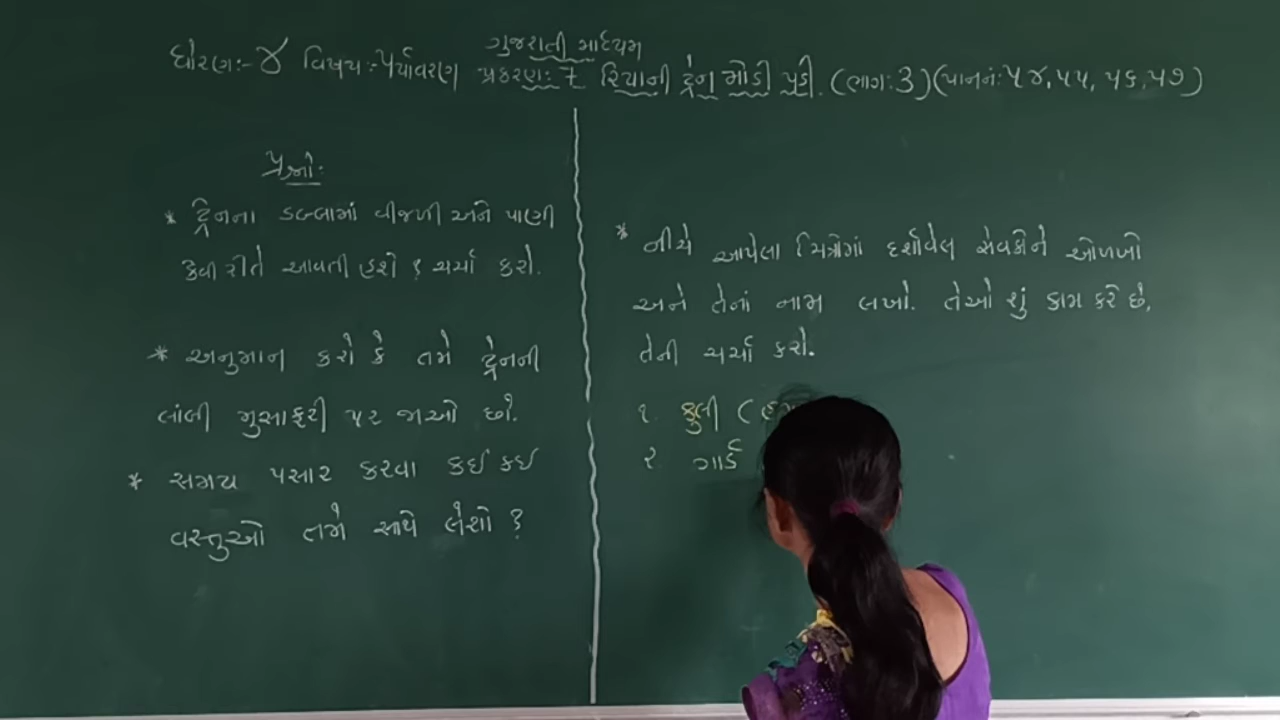 ગુજરાતી માધ્યમ
ધોરણ:-૪ વિષય:-પર્યાવરણ પ્રકરણ: 7 રિયાની ટ્રેન મોડી પડી. (ભાગ: 3) (પાનનં: ૫૪, ૫૫, ૫૬, ૫૭)
પ્રશ્નો:
* ટ્રેનના ડબ્બામાં વીજળી અને પાણી
કેવી રીતે આવતી હશે ? ચર્ચા કરો.
* અનુમાન કરો કે તમે ટ્રેનની
લાંબી મુસાફરી પર જાઓ છો.
* સમય પસાર કરવા કઈ કઈ
વસ્તુઓ તમે સાથે લેશો ?
* નીચે આપેલા ચિત્રોમાં દર્શાવેલ સેવકોને ઓળખો
અને તેનાં નામ લખો. તેઓ શું કામ કરે છે,
તેની ચર્ચા કરો.
૧. કુલી (
૨. ગાર્ડ